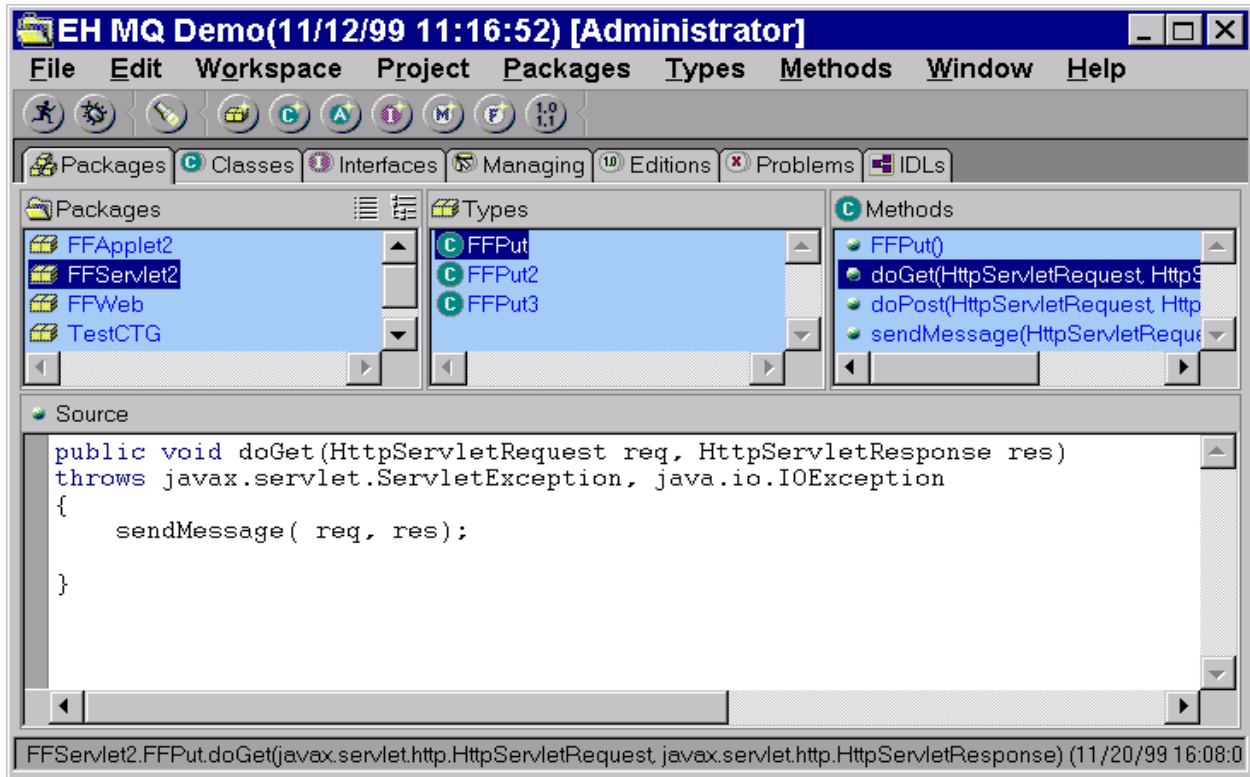 EH MQ Demo(11/12/99 11:16:52) [Administrator]
File Edit Workspace Project Packages Types Methods Window Help
C A I M F 1.0 1.1
Packages Classes Interfaces Managing Editions Problems IDLs
Packages Types Methods
FFApplet2
FFServlet2
FFWeb
TestCTG
FFPut
FFPut2
FFPut3
FFPut()
doGet(HttpServletRequest, HttpS
doPost(HttpServletRequest, Http
sendMessage(HttpServletReque
Source
public void doGet(HttpServletRequest req, HttpServletResponse res)
throws javax.servlet.ServletException, java.io.IOException
{
sendMessage( req, res);
}
FFServlet2.FFPut.doGet(javax.servlet.http.HttpServletRequest, javax.servlet.http.HttpServletResponse) (11/20/99 16:08:0